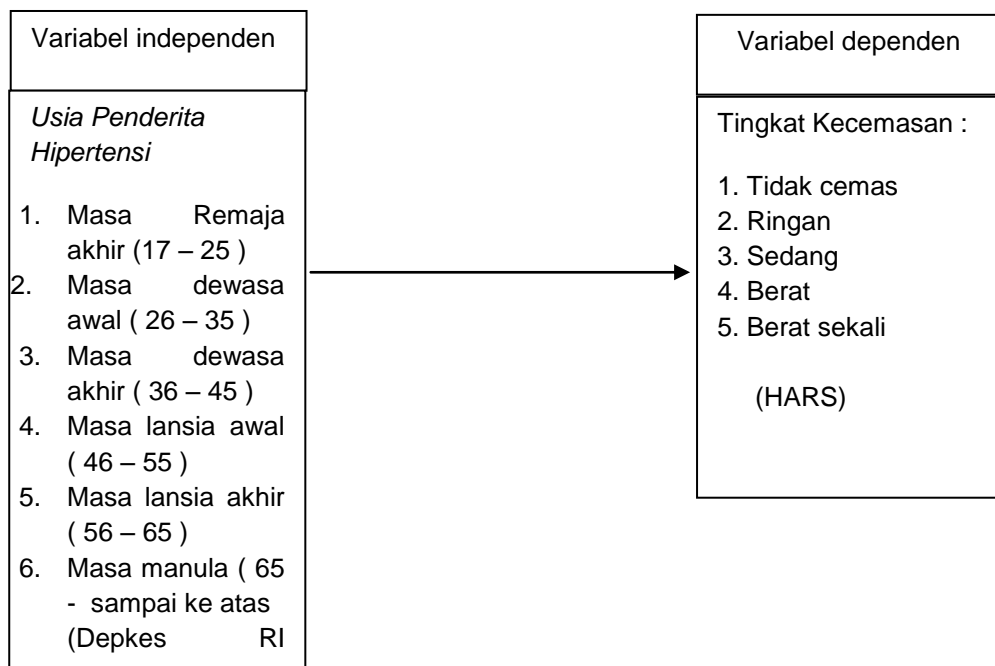 Variabel independen
Usia Penderita
Hipertensi
1. Masa Remaja
akhir (17 – 25 )
2. Masa dewasa
awal ( 26 – 35 )
3. Masa dewasa
akhir ( 36 – 45 )
4. Masa lansia awal
( 46 – 55 )
5. Masa lansia akhir
( 56 – 65 )
6. Masa manula ( 65
- sampai ke atas
(Depkes RI
Variabel dependen
Tingkat Kecemasan :
1. Tidak cemas
2. Ringan
3. Sedang
4. Berat
5. Berat sekali
(HARS)